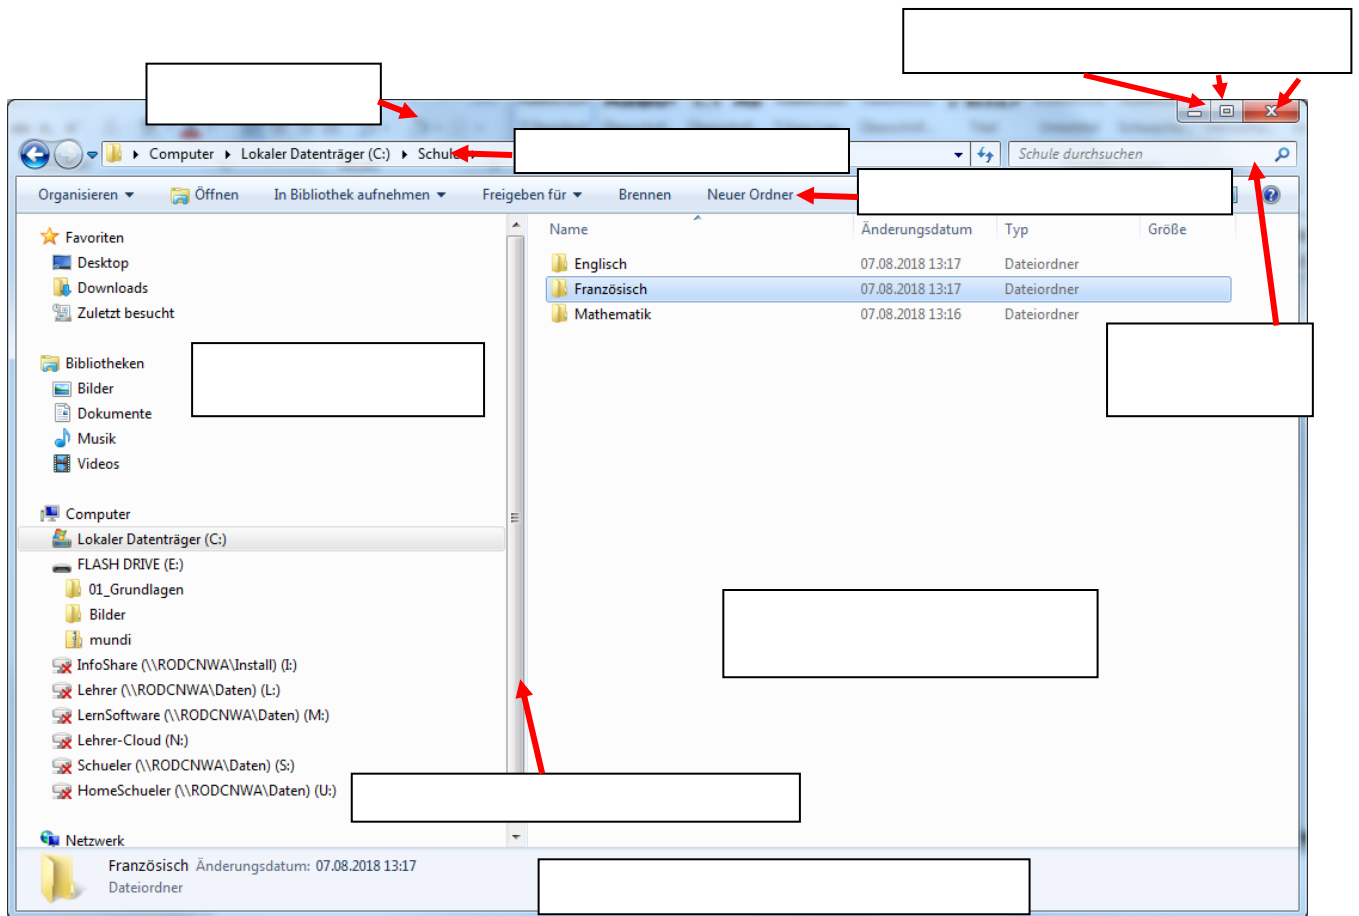 Computer Lokaler Datenträger (C:) Schule
Schule durchsuchen
Organisieren Öffnen In Bibliothek aufnehmen Freigeben für Brennen Neuer Ordner
Favoriten
Desktop
Downloads
Zuletzt besucht
Bibliotheken
Bilder
Dokumente
Musik
Videos
Computer
Lokaler Datenträger (C:)
FLASH DRIVE (E:)
01_Grundlagen
Bilder
mundi
InfoShare (\\RODCNWA\Install) (I:)
Lehrer (\\RODCNWA\Daten) (L:)
LernSoftware (\\RODCNWA\Daten) (M:)
Lehrer-Cloud (N:)
Schueler (\\RODCNWA\Daten) (S:)
HomeSchueler (\\RODCNWA\Daten) (U:)
Netzwerk
Name Änderungsdatum Typ Größe
Englisch 07.08.2018 13:17 Dateiordner
Französisch 07.08.2018 13:17 Dateiordner
Mathematik 07.08.2018 13:16 Dateiordner
Französisch Änderungsdatum: 07.08.2018 13:17
Dateiordner